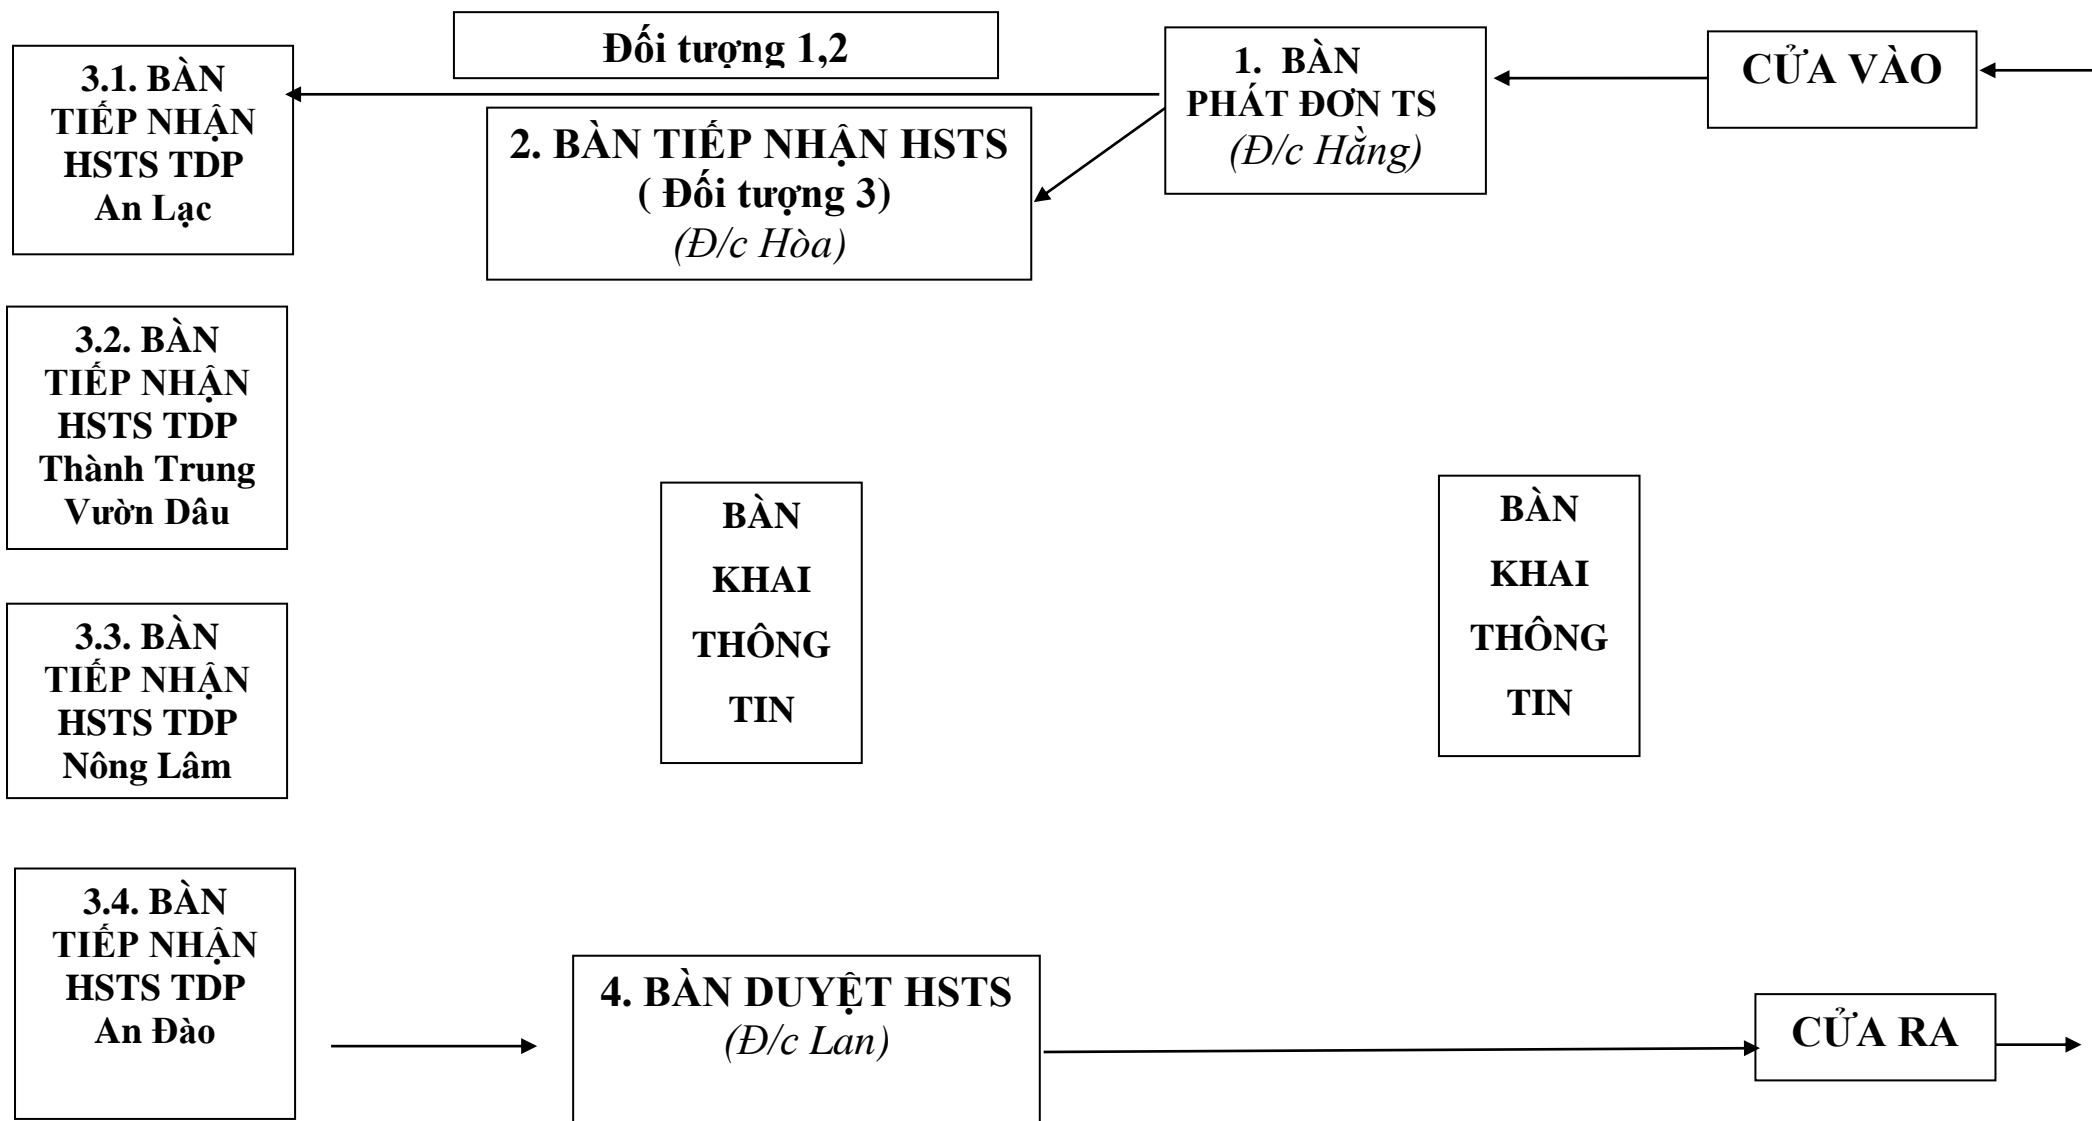 Đối tượng 1,2
3.1. BÀN
TIẾP NHẬN
HSTS TDP
An Lạc
1. BÀN
PHÁT ĐƠN TS
(Đ/c Hằng)
CỬA VÀO
2. BÀN TIẾP NHẬN HSTS
( Đối tượng 3)
(Đ/c Hòa)
3.2. BÀN
TIẾP NHẬN
HSTS TDP
Thành Trung
Vườn Dâu
BÀN
KHAI
THÔNG
TIN
BÀN
KHAI
THÔNG
TIN
3.3. BÀN
TIẾP NHẬN
HSTS TDP
Nông Lâm
3.4. BÀN
TIẾP NHẬN
HSTS TDP
An Đào
4. BÀN DUYỆT HSTS
(Đ/c Lan)
CỬA RA